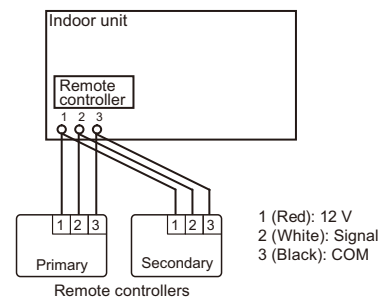 Indoor unit
Remote
controller
1 2 3
1 2 3
1 2 3
1 (Red): 12 V
2 (White): Signal
3 (Black): COM
Primary
Secondary
Remote controllers